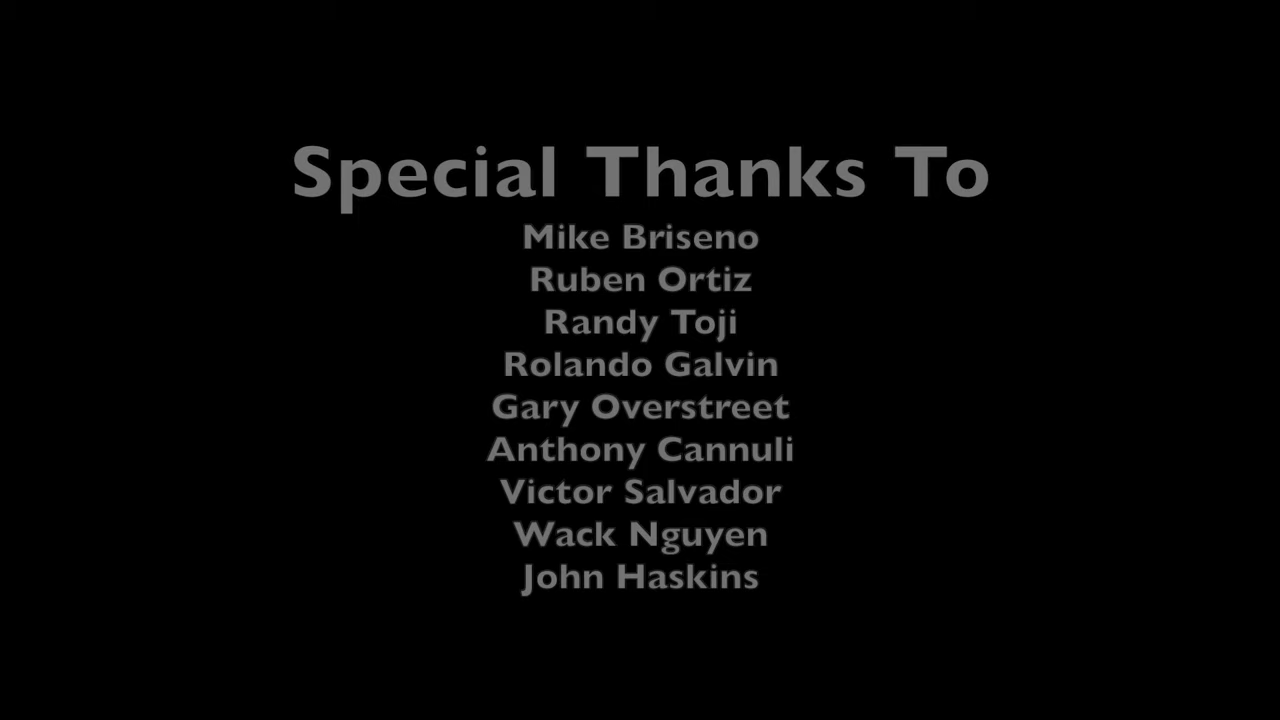 Special Thanks To
Mike Briseno
Ruben Ortiz
Randy Toji
Rolando Galvin
Gary Overstreet
Anthony Cannuli
Victor Salvador
Wack Nguyen
John Haskins